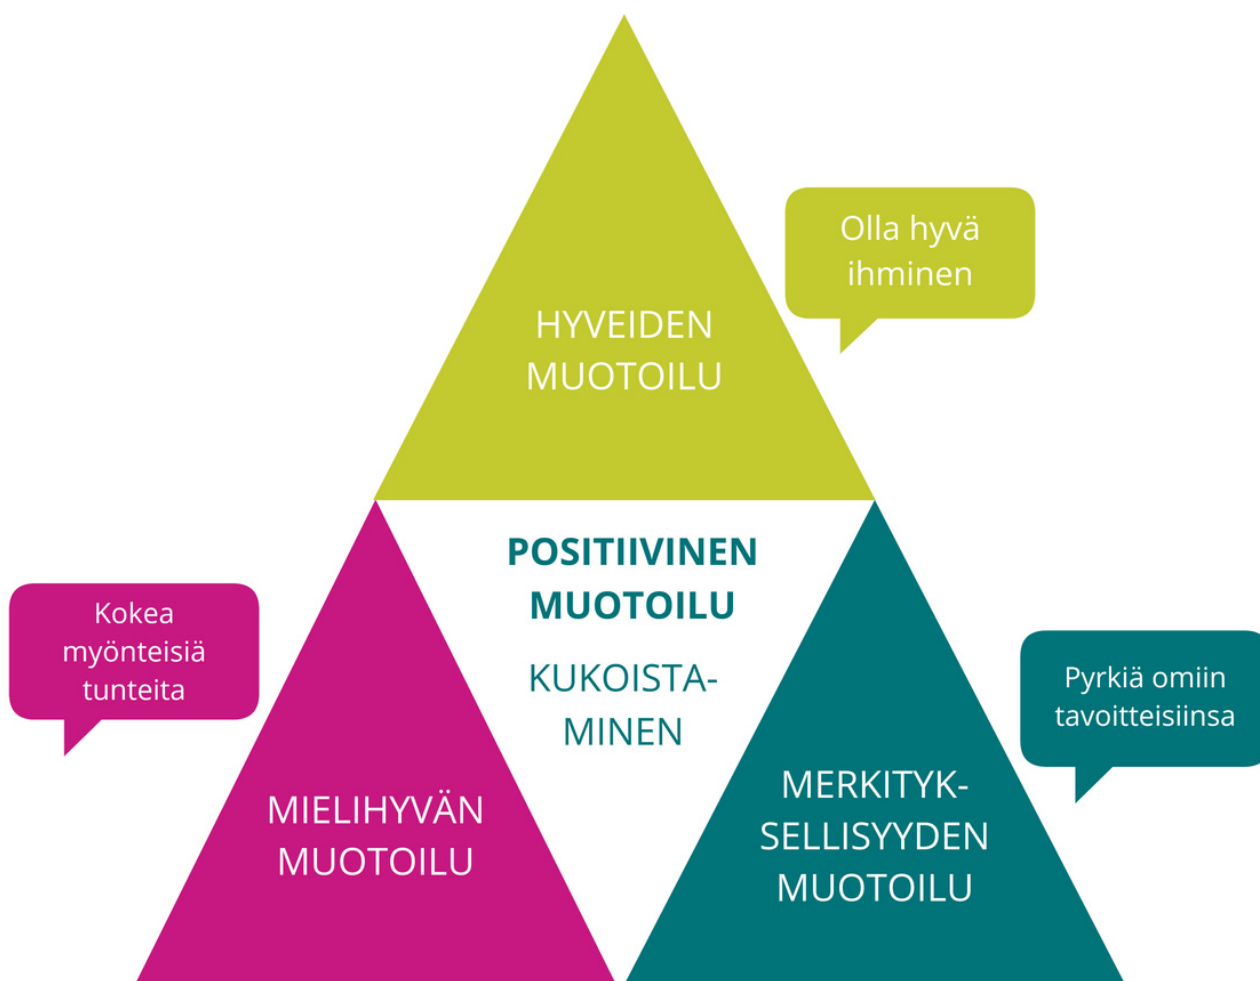 Olla hyvä
ihminen
HYVEIDEN
MUOTOILU
POSITIIVINEN
MUOTOILU
KUKOISTA-
MINEN
Kokea
myönteisiä
tunteita
Pyrkiä omiin
tavoitteisiinsa
MIELIHYVÄN
MUOTOILU
MERKITYK-
SELLISYYDEN
MUOTOILU